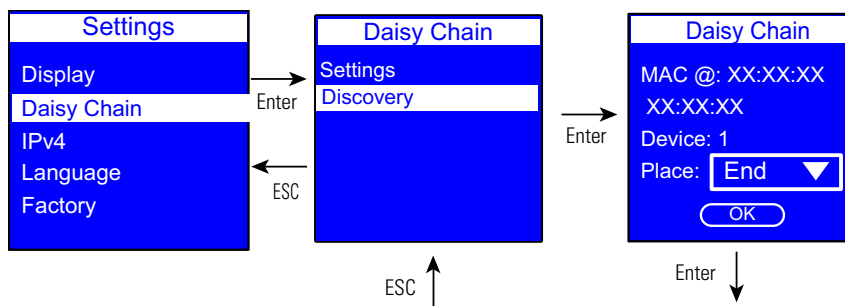 Settings
Display
Daisy Chain
IPv4
Language
Factory
Enter
ESC
Daisy Chain
Settings
Discovery
Enter
ESC
Daisy Chain
MAC @: XX:XX:XX
XX:XX:XX
Device: 1
Place: End
OK
Enter